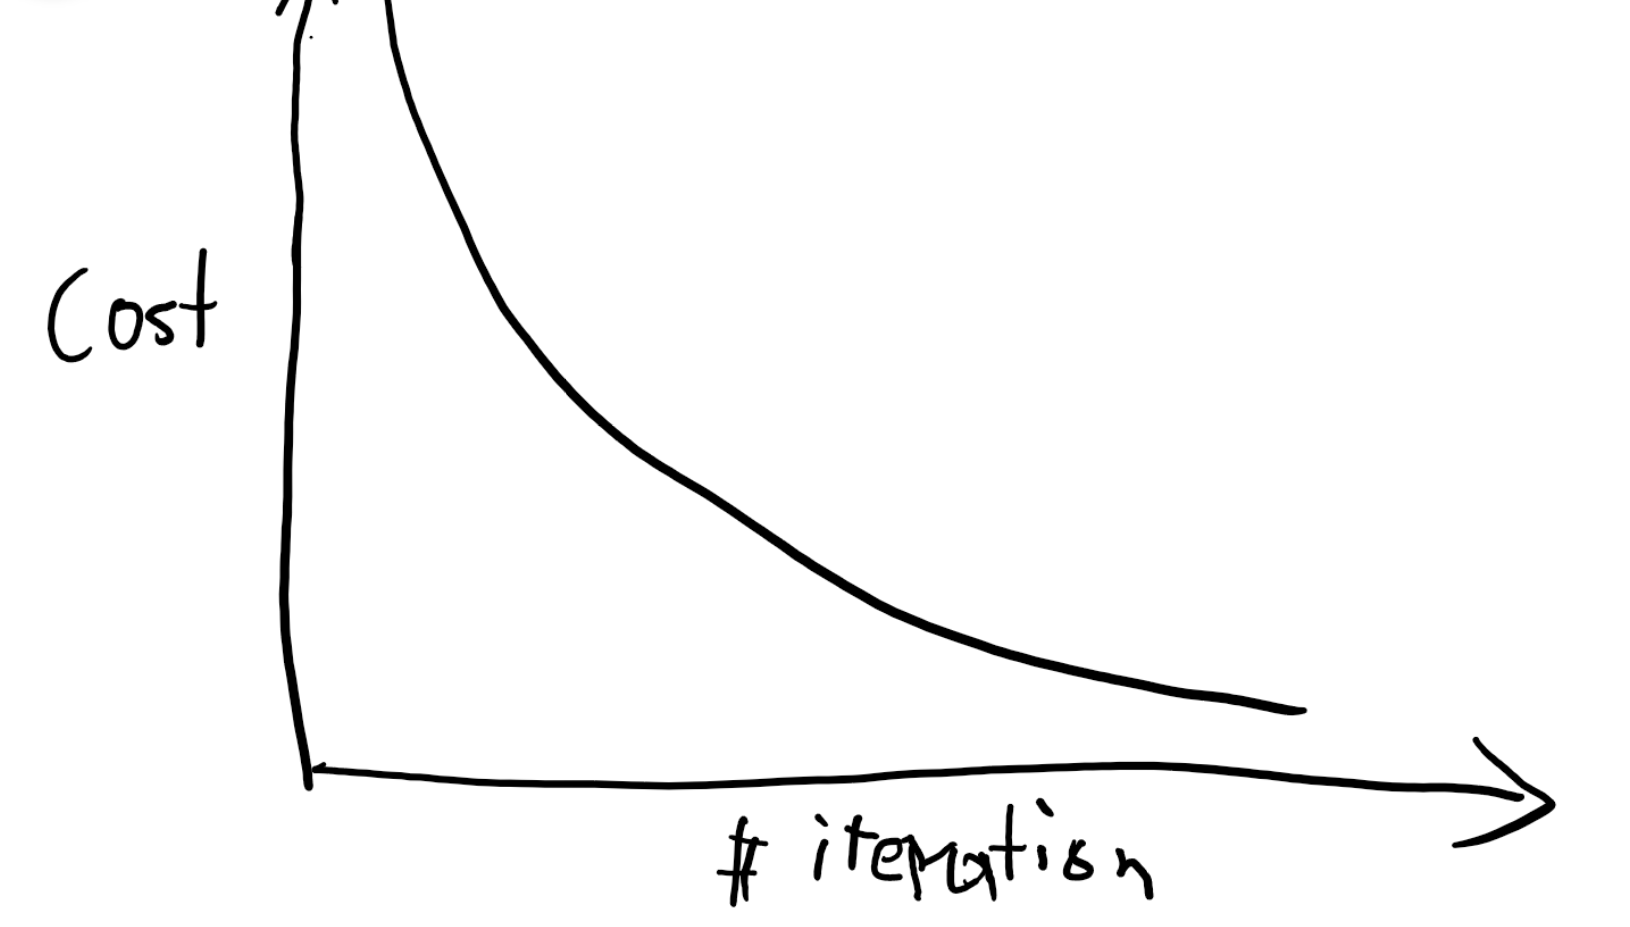 Cost
# iteration